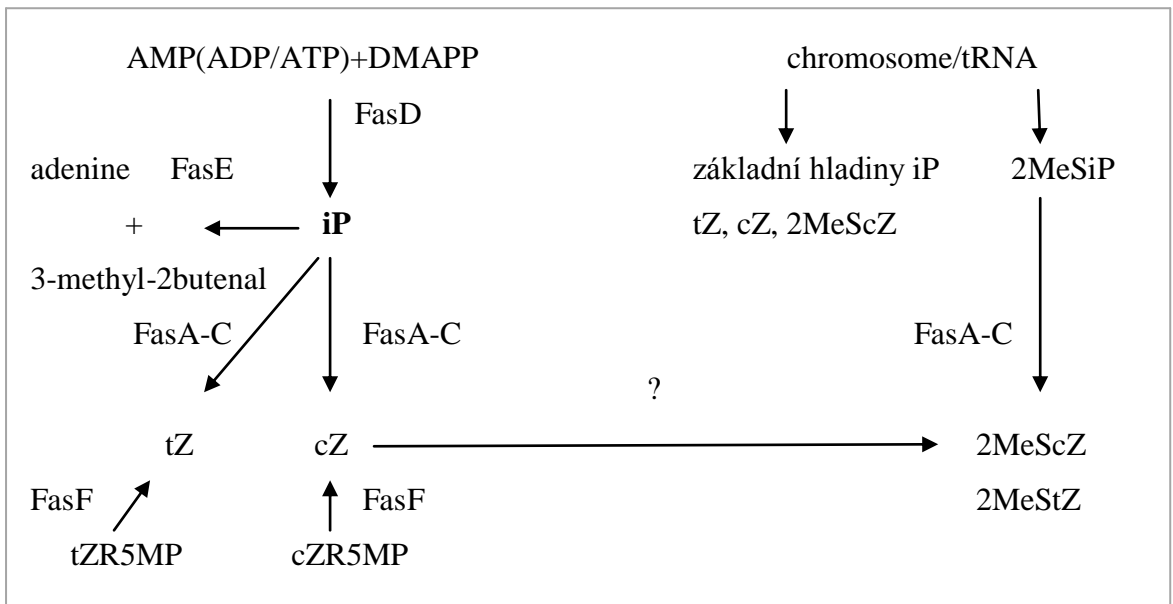 AMP(ADP/ATP)+DMAPP
chromosome/tRNA
FasD
adenine
FasE
základní hladiny iP
2MeSiP
+
iP
tZ, cZ, 2MeScZ
3-methyl-2butenal
FasA-C
FasA-C
FasA-C
?
tZ
cZ
2MeScZ
FasF
FasF
2MeStZ
tZR5MP
cZR5MP